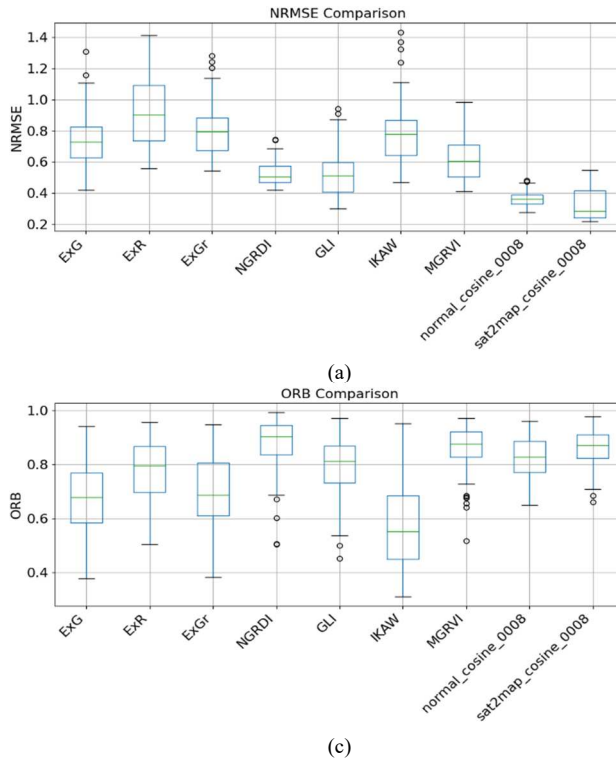 NRMSE Comparison
NRMSE
1.4
1.2
1.0
0.8
0.6
0.4
0.2
ExG
ExR
ExGr
NGRDI
GLI
IKAW
MGRVI
normal_cosine_0008
sat2map_cosine_0008
(a)
ORB Comparison
ORB
1.0
0.8
0.6
0.4
ExG
ExR
ExGr
NGRDI
GLI
IKAW
MGRVI
normal_cosine_0008
sat2map_cosine_0008
(c)